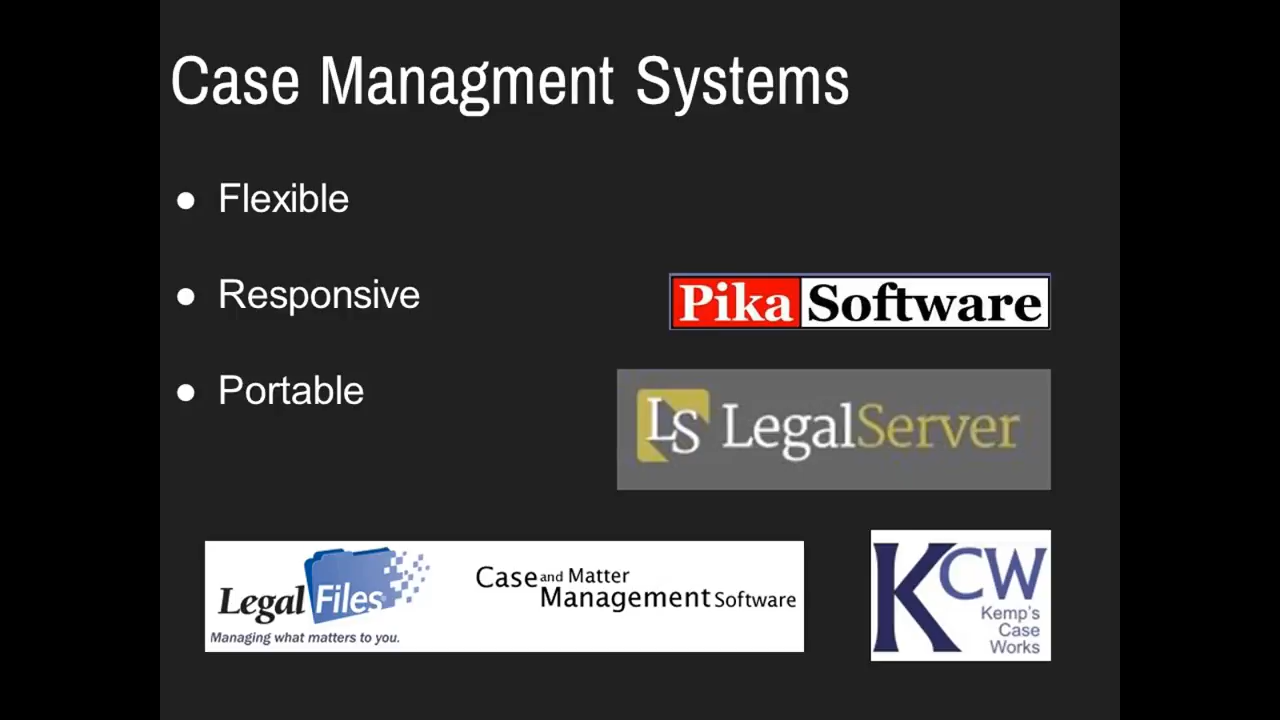 Case Managment Systems
● Flexible
● Responsive
● Portable
Pika Software
LS LegalServer
Legal Files®
Managing what matters to you.
Case and Matter
Management Software
KCW
Kemp's
Case
Works